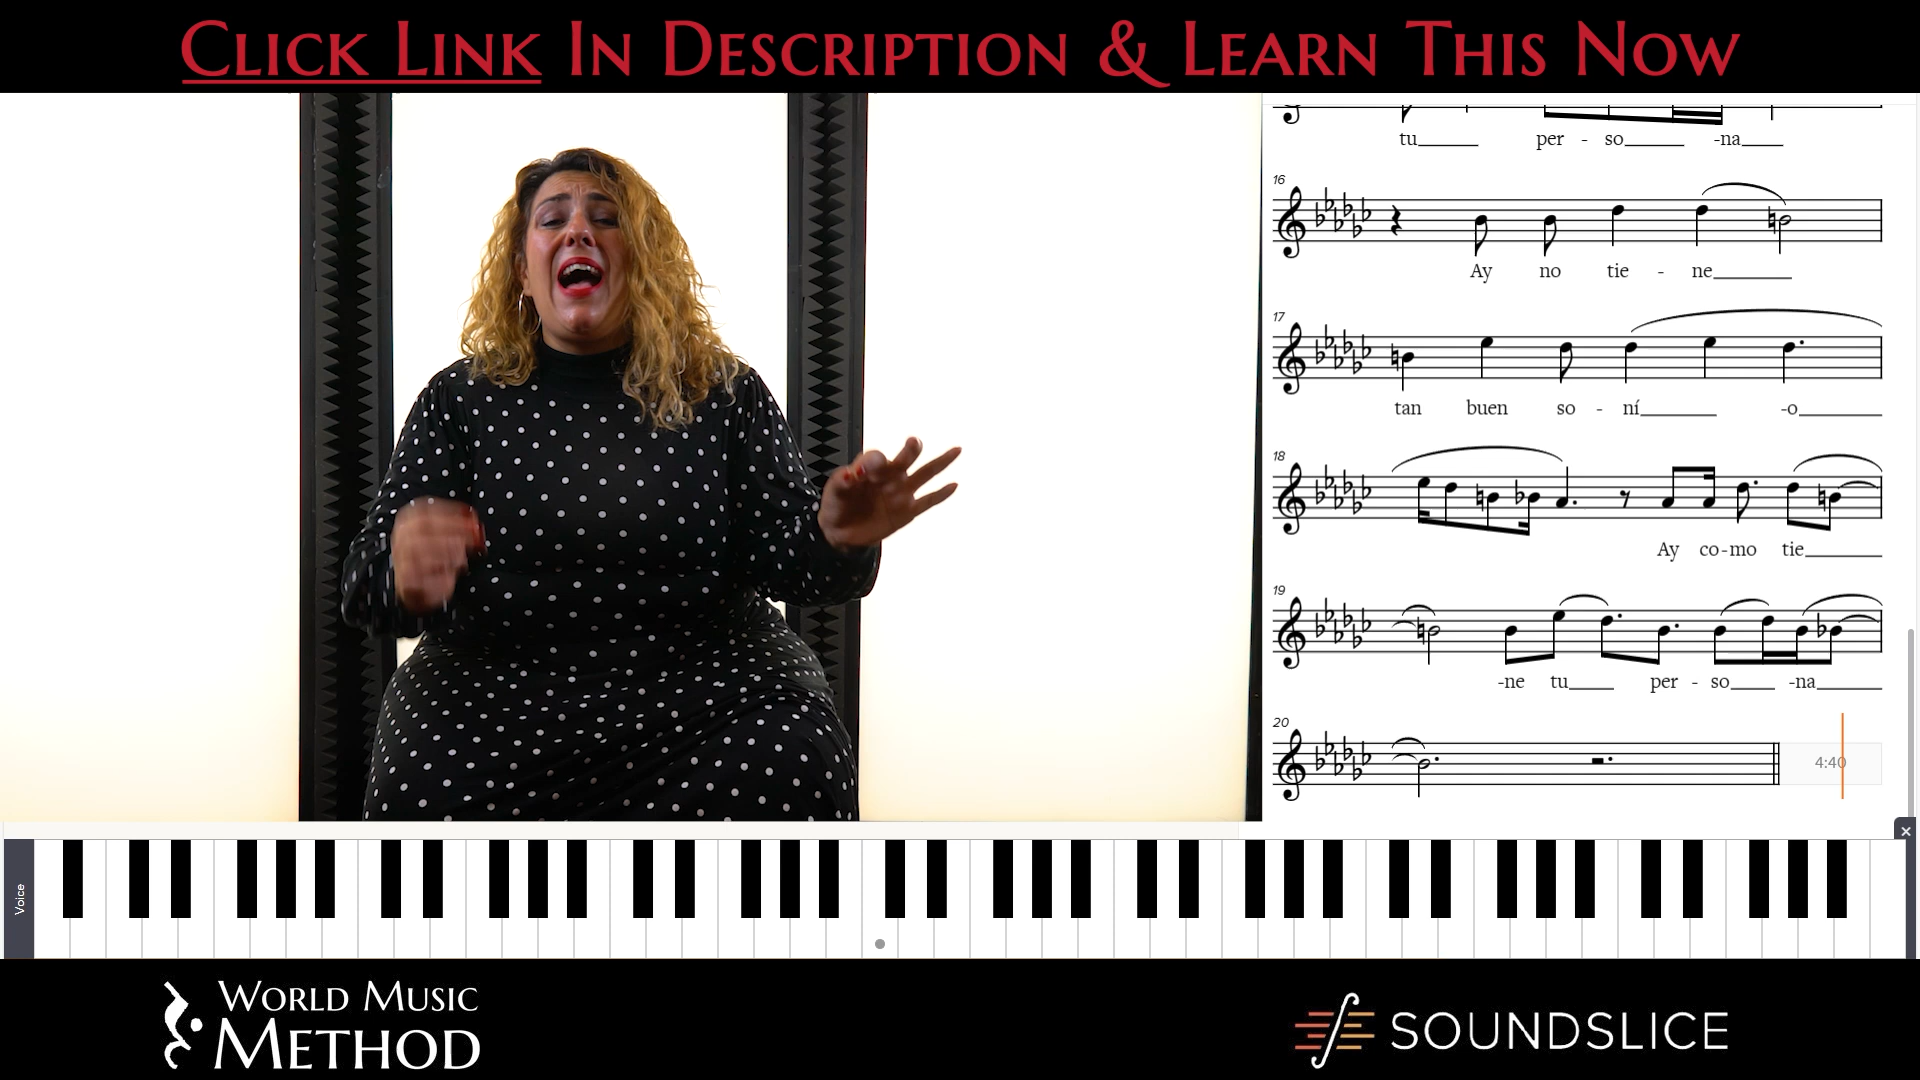 CLICK LINK IN DESCRIPTION & LEARN THIS NOW
tu per - so -na
16
Ay no tie - ne
17
tan buen so - ní -o
18
Ay co-mo tie
19
-ne tu per - so -na
20
4:40
×
Voice
WORLD MUSIC
METHOD
SOUNDSLICE